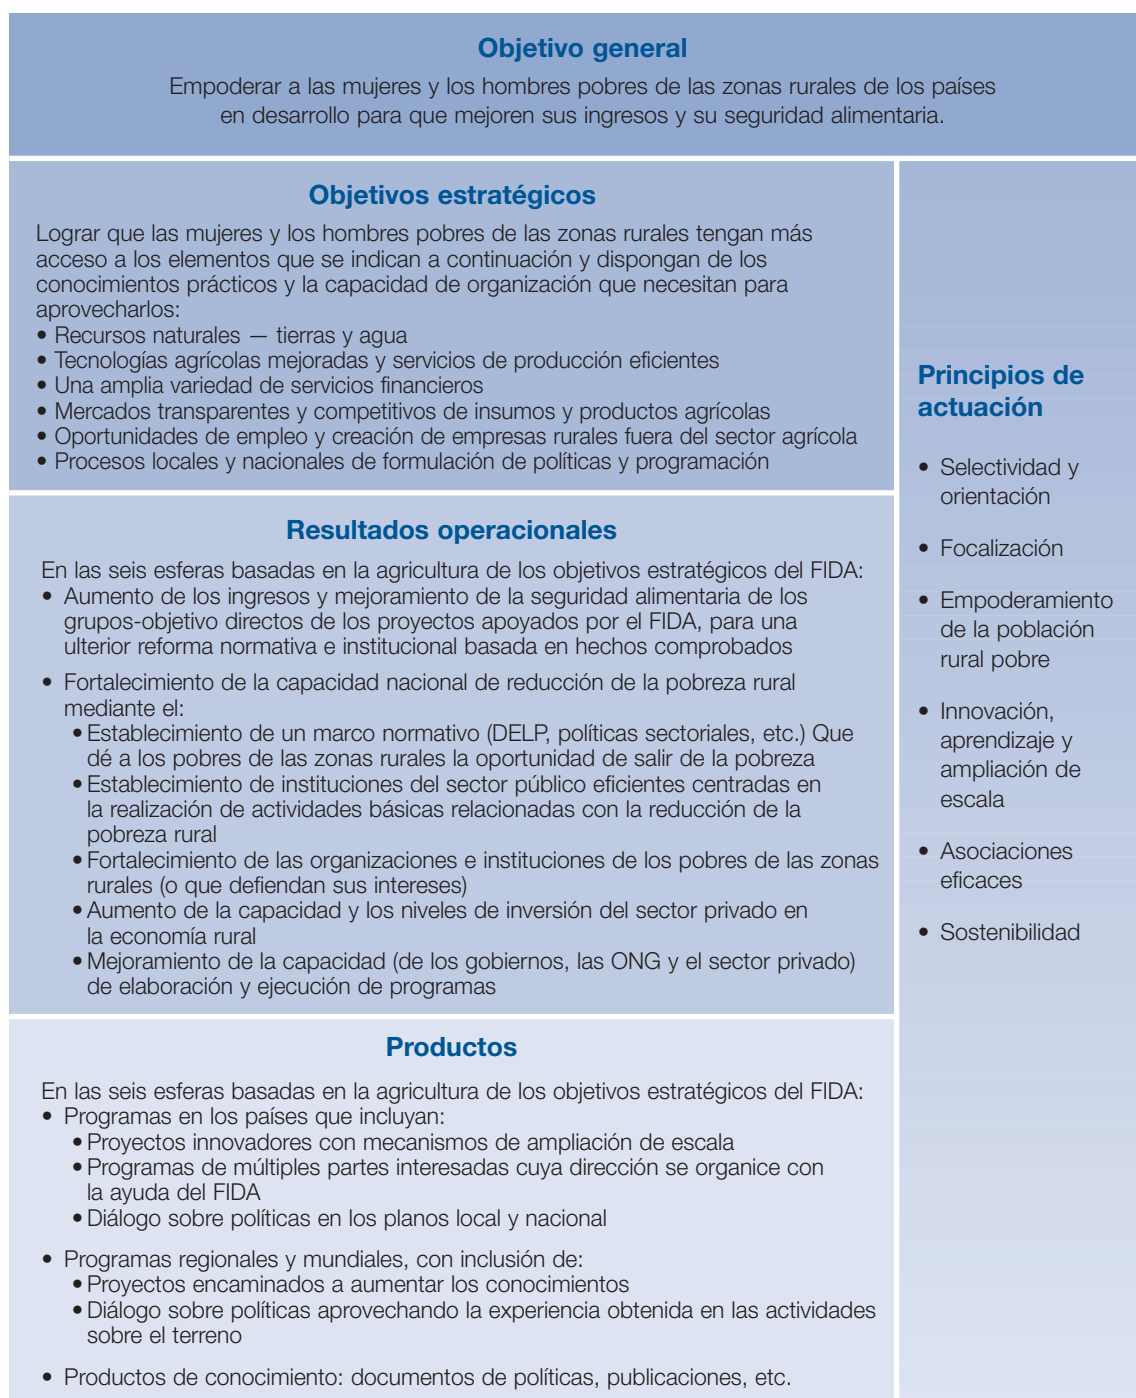 Objetivo general
Empoderar a las mujeres y los hombres pobres de las zonas rurales de los países
en desarrollo para que mejoren sus ingresos y su seguridad alimentaria.
Objetivos estratégicos
Lograr que las mujeres y los hombres pobres de las zonas rurales tengan más
acceso a los elementos que se indican a continuación y dispongan de los
conocimientos prácticos y la capacidad de organización que necesitan para
aprovecharlos:
• Recursos naturales — tierras y agua
• Tecnologías agrícolas mejoradas y servicios de producción eficientes
• Una amplia variedad de servicios financieros
• Mercados transparentes y competitivos de insumos y productos agrícolas
• Oportunidades de empleo y creación de empresas rurales fuera del sector agrícola
• Procesos locales y nacionales de formulación de políticas y programación
Resultados operacionales
En las seis esferas basadas en la agricultura de los objetivos estratégicos del FIDA:
• Aumento de los ingresos y mejoramiento de la seguridad alimentaria de los
grupos-objetivo directos de los proyectos apoyados por el FIDA, para una
ulterior reforma normativa e institucional basada en hechos comprobados
• Fortalecimiento de la capacidad nacional de reducción de la pobreza rural
mediante el:
• Establecimiento de un marco normativo (DELP, políticas sectoriales, etc.) Que
dé a los pobres de las zonas rurales la oportunidad de salir de la pobreza
• Establecimiento de instituciones del sector público eficientes centradas en
la realización de actividades básicas relacionadas con la reducción de la
pobreza rural
• Fortalecimiento de las organizaciones e instituciones de los pobres de las zonas
rurales (o que defiendan sus intereses)
• Aumento de la capacidad y los niveles de inversión del sector privado en
la economía rural
• Mejoramiento de la capacidad (de los gobiernos, las ONG y el sector privado)
de elaboración y ejecución de programas
Productos
En las seis esferas basadas en la agricultura de los objetivos estratégicos del FIDA:
• Programas en los países que incluyan:
• Proyectos innovadores con mecanismos de ampliación de escala
• Programas de múltiples partes interesadas cuya dirección se organice con
la ayuda del FIDA
• Diálogo sobre políticas en los planos local y nacional
• Programas regionales y mundiales, con inclusión de:
• Proyectos encaminados a aumentar los conocimientos
• Diálogo sobre políticas aprovechando la experiencia obtenida en las actividades
sobre el terreno
• Productos de conocimiento: documentos de políticas, publicaciones, etc.
Principios de
actuación
• Selectividad y
orientación
• Focalización
• Empoderamiento
de la población
rural pobre
• Innovación,
aprendizaje y
ampliación de
escala
• Asociaciones
eficaces
• Sostenibilidad